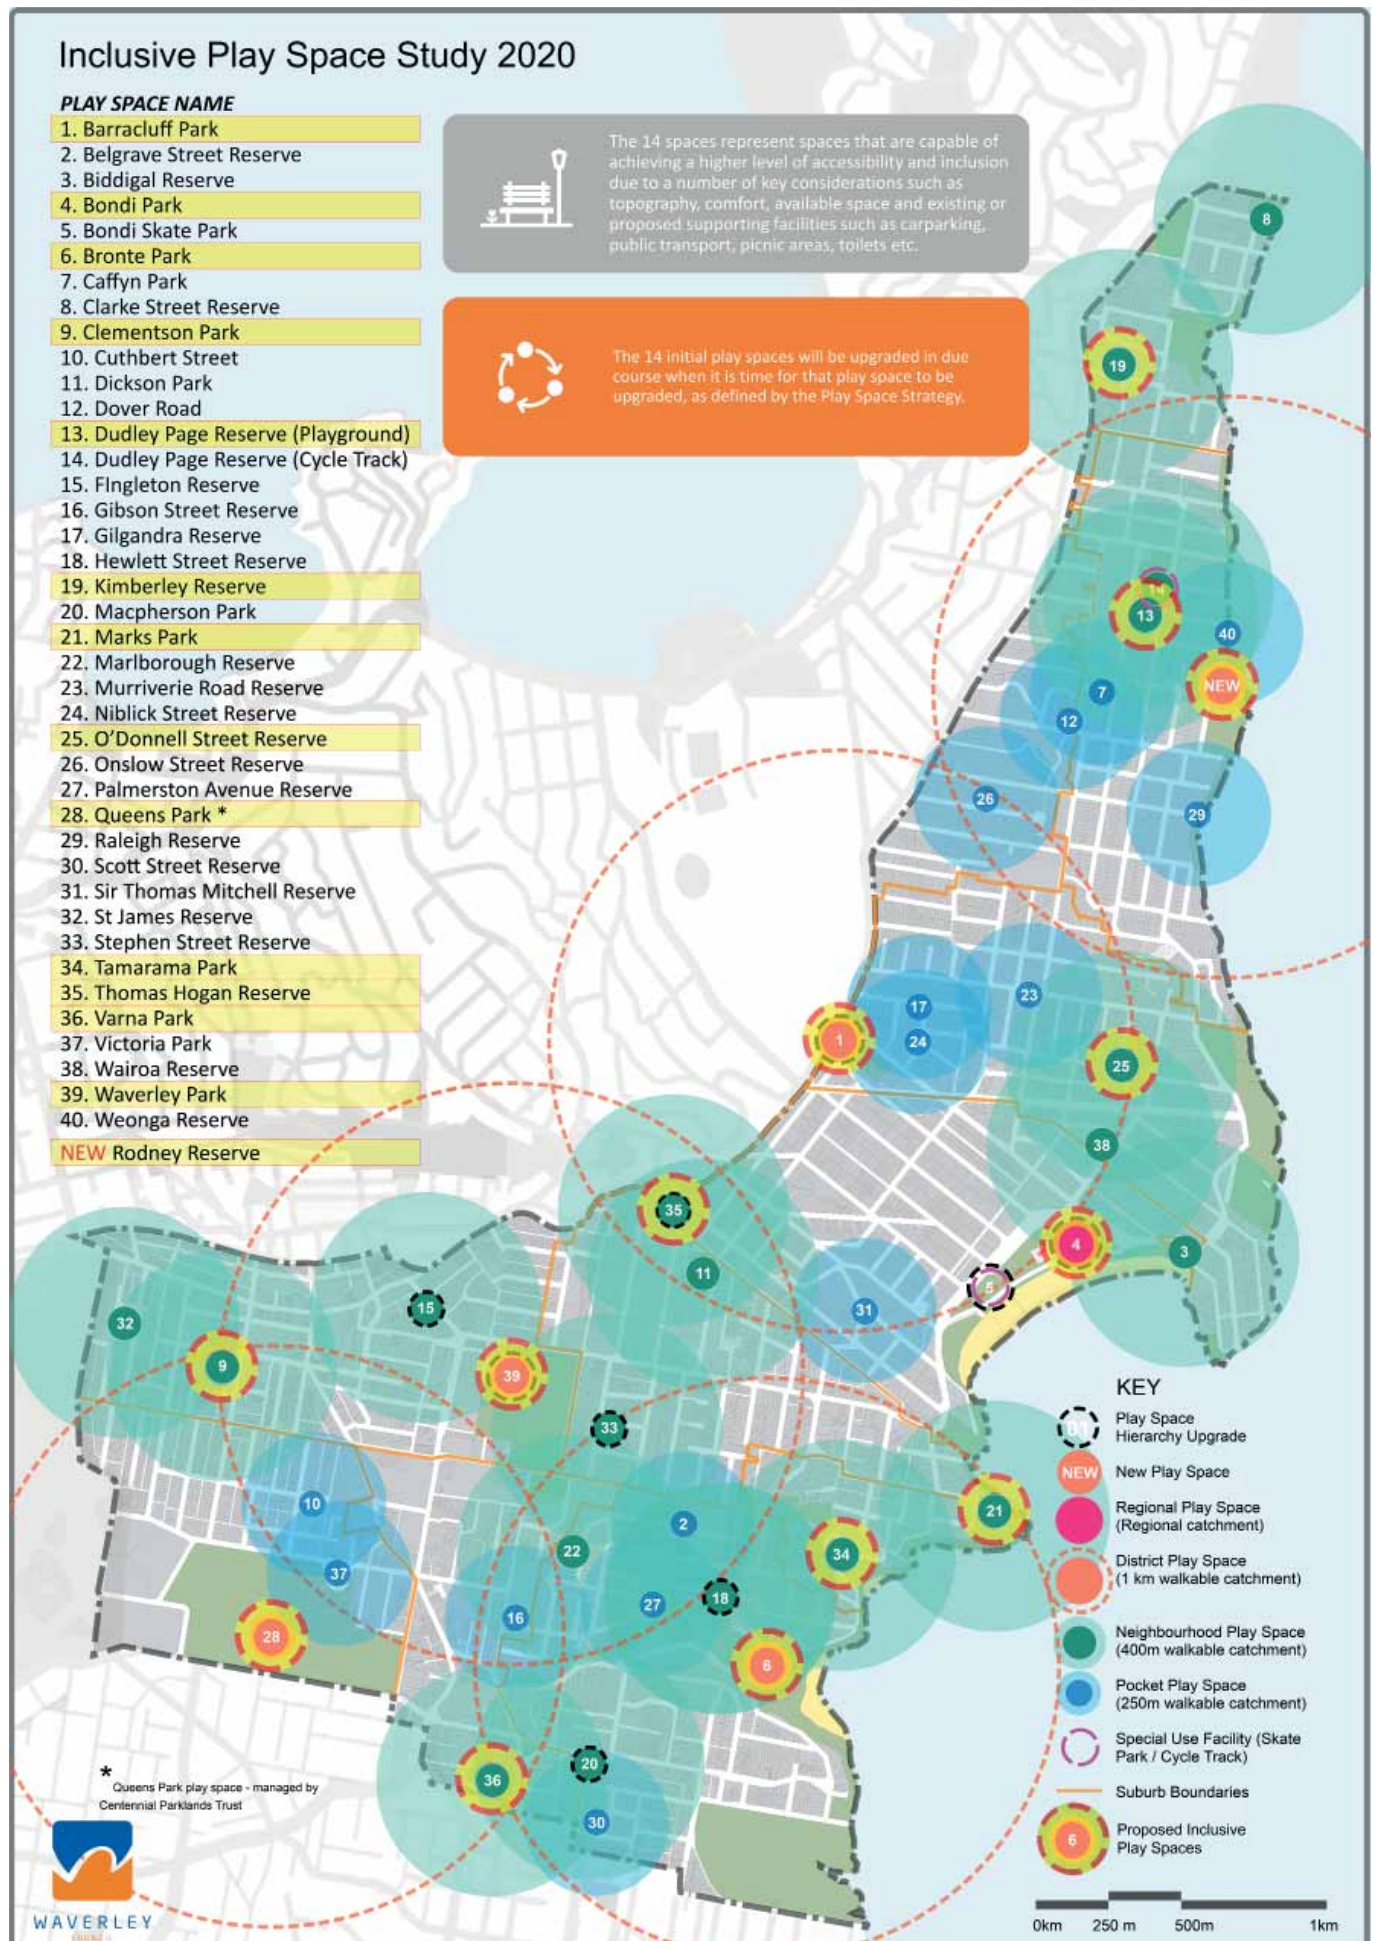 Inclusive Play Space Study 2020
PLAY SPACE NAME
1. Barracluff Park
2. Belgrave Street Reserve
3. Biddigal Reserve
4. Bondi Park
5. Bondi Skate Park
6. Bronte Park
7. Caffyn Park
8. Clarke Street Reserve
9. Clementson Park
10. Cuthbert Street
11. Dickson Park
12. Dover Road
13. Dudley Page Reserve (Playground)
14. Dudley Page Reserve (Cycle Track)
15. FIngleton Reserve
16. Gibson Street Reserve
17. Gilgandra Reserve
18. Hewlett Street Reserve
19. Kimberley Reserve
20. Macpherson Park
21. Marks Park
22. Marlborough Reserve
23. Murriverie Road Reserve
24. Niblick Street Reserve
25. O'Donnell Street Reserve
26. Onslow Street Reserve
27. Palmerston Avenue Reserve
28. Queens Park *
29. Raleigh Reserve
30. Scott Street Reserve
31. Sir Thomas Mitchell Reserve
32. St James Reserve
33. Stephen Street Reserve
34. Tamarama Park
35. Thomas Hogan Reserve
36. Varna Park
37. Victoria Park
38. Wairoa Reserve
39. Waverley Park
40. Weonga Reserve
NEW Rodney Reserve
The 14 spaces represent spaces that are capable of
achieving a higher level of accessibility and inclusion
due to a number of key considerations such as
topography, comfort, available space and existing or
proposed supporting facilities such as carparking,
public transport, picnic areas, toilets etc.
The 14 initial play spaces will be upgraded in due
course when it is time for that play space to be
upgraded, as defined by the Play Space Strategy.
8
19
14
13
40
NEW
7
12
26
29
17
23
1
24
25
38
35
4
3
11
5
15
31
32
9
39
33
10
21
2
22
34
37
18
27
16
28
6
20
36
30
KEY
Play Space
Hierarchy Upgrade
NEW
New Play Space
Regional Play Space
(Regional catchment)
District Play Space
(1 km walkable catchment)
Neighbourhood Play Space
(400m walkable catchment)
Pocket Play Space
(250m walkable catchment)
Special Use Facility (Skate
Park / Cycle Track)
Suburb Boundaries
6
Proposed Inclusive
Play Spaces
0km 250 m 500m 1km
*
Queens Park play space - managed by
Centennial Parklands Trust
WAVERLEY